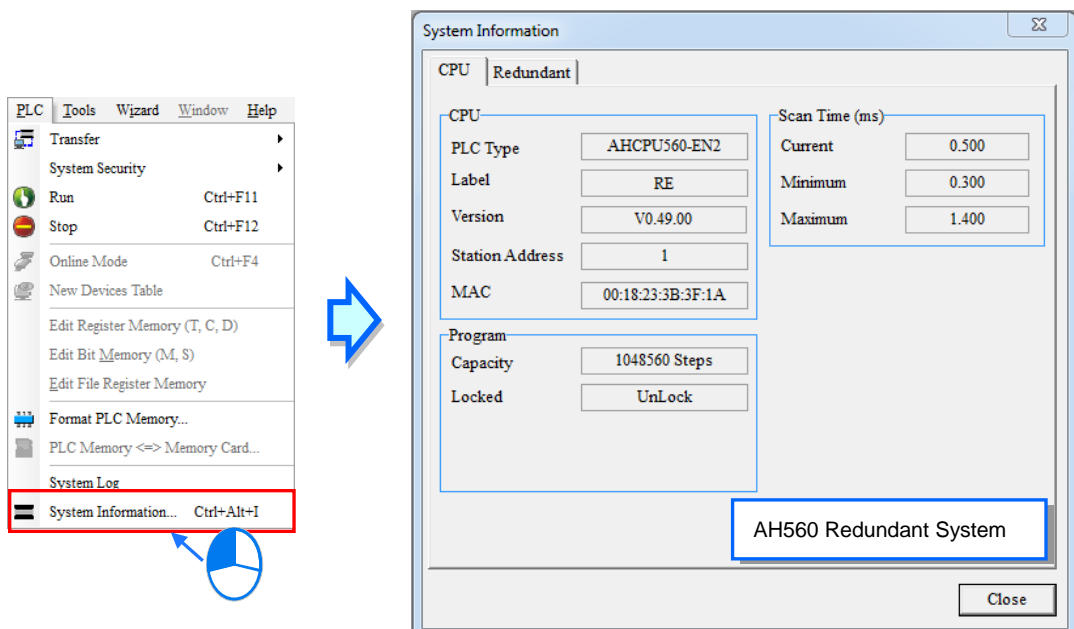 PLC Tools Wizard Window Help
Transfer
System Security
Run Ctrl+F11
Stop Ctrl+F12
Online Mode Ctrl+F4
New Devices Table
Edit Register Memory (T, C, D)
Edit Bit Memory (M, S)
Edit File Register Memory
Format PLC Memory...
PLC Memory <=> Memory Card...
System Log
System Information... Ctrl+Alt+I
System Information
CPU Redundant
CPU
PLC Type AHCPU560-EN2
Label RE
Version V0.49.00
Station Address 1
MAC 00:18:23:3B:3F:1A
Scan Time (ms)
Current 0.500
Minimum 0.300
Maximum 1.400
Program
Capacity 1048560 Steps
Locked UnLock
AH560 Redundant System
Close